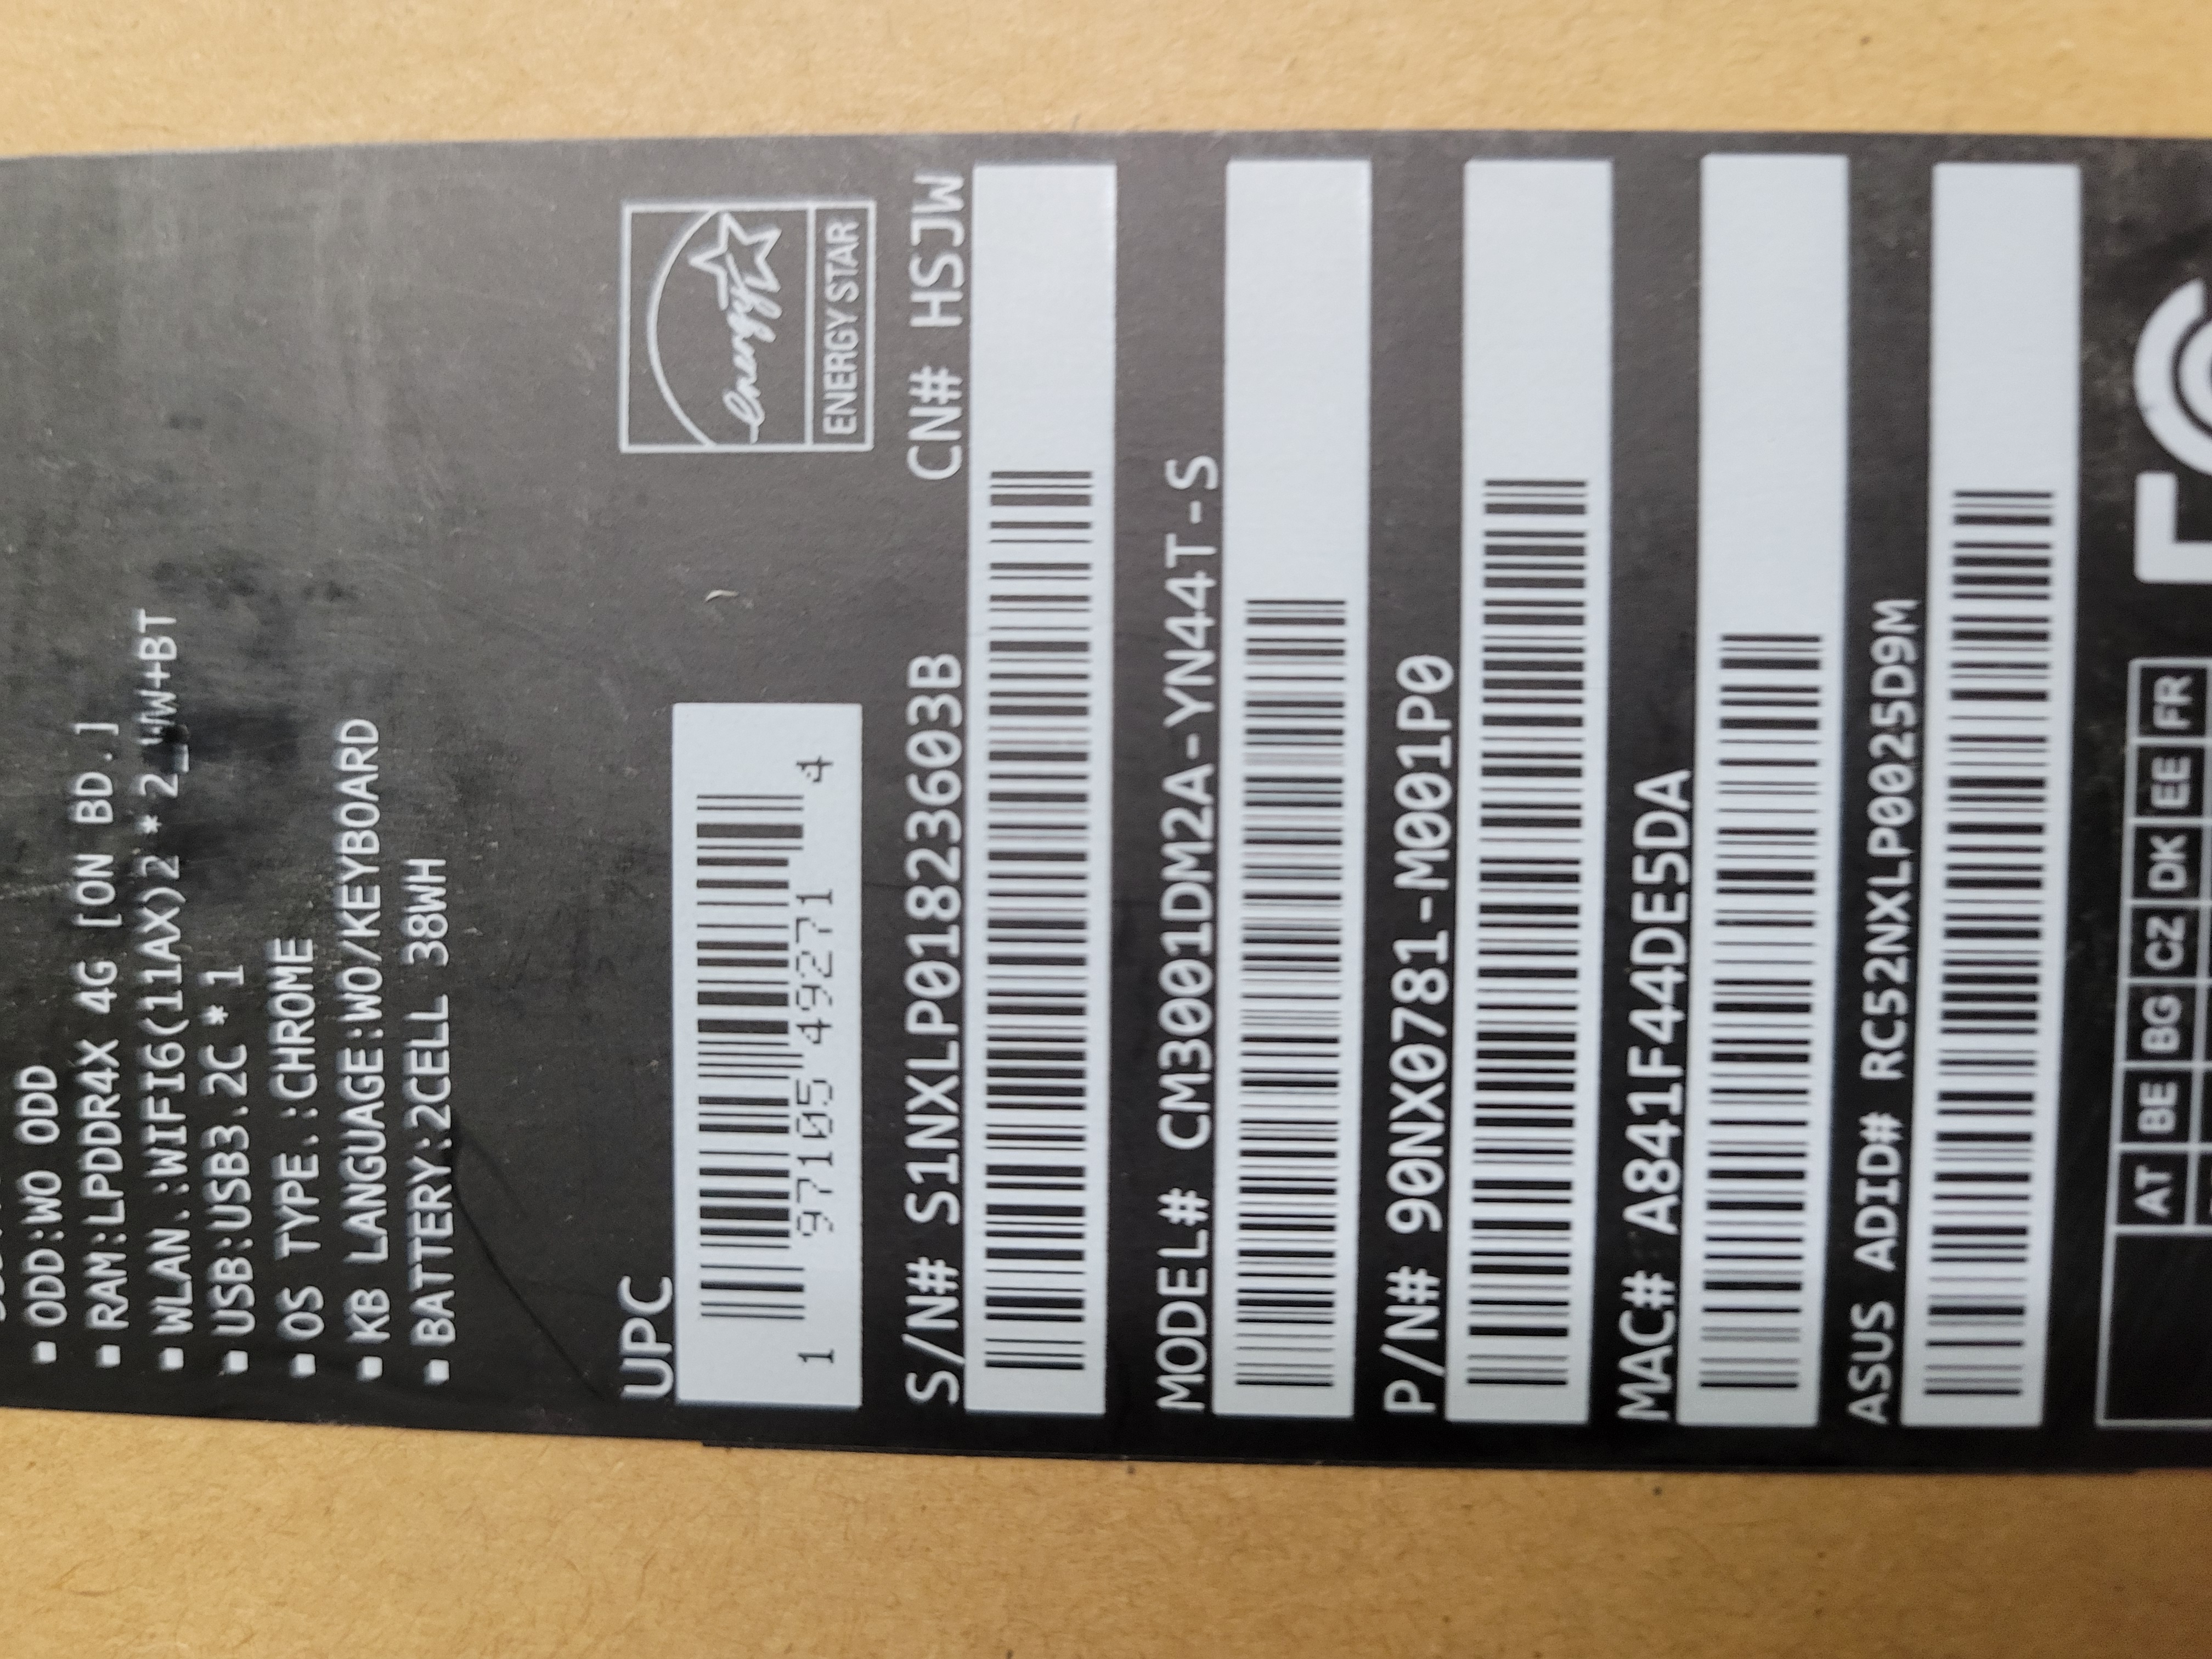 ▪ ODD:WO ODD
▪ RAM:LPDDR4X 4G [ON BD.]
▪ WLAN.:WIFI6(11AX)2*2_WW+BT
▪ USB:USB3.2C*1
▪ OS TYPE.:CHROME
▪ KB LANGUAGE:WO/KEYBOARD
▪ BATTERY:2CELL 38WH
energy
ENERGY STAR
UPC
1 97105 49271 4
S/N# S1NXLP01823603B CN# HSJW
MODEL# CM3001DM2A-YN44T-S
P/N# 90NX0781-M001P0
MAC# A841F44DE5DA
ASUS ADID# RC52NXLP0025D9M
AT BE BG CZ DK EE FR